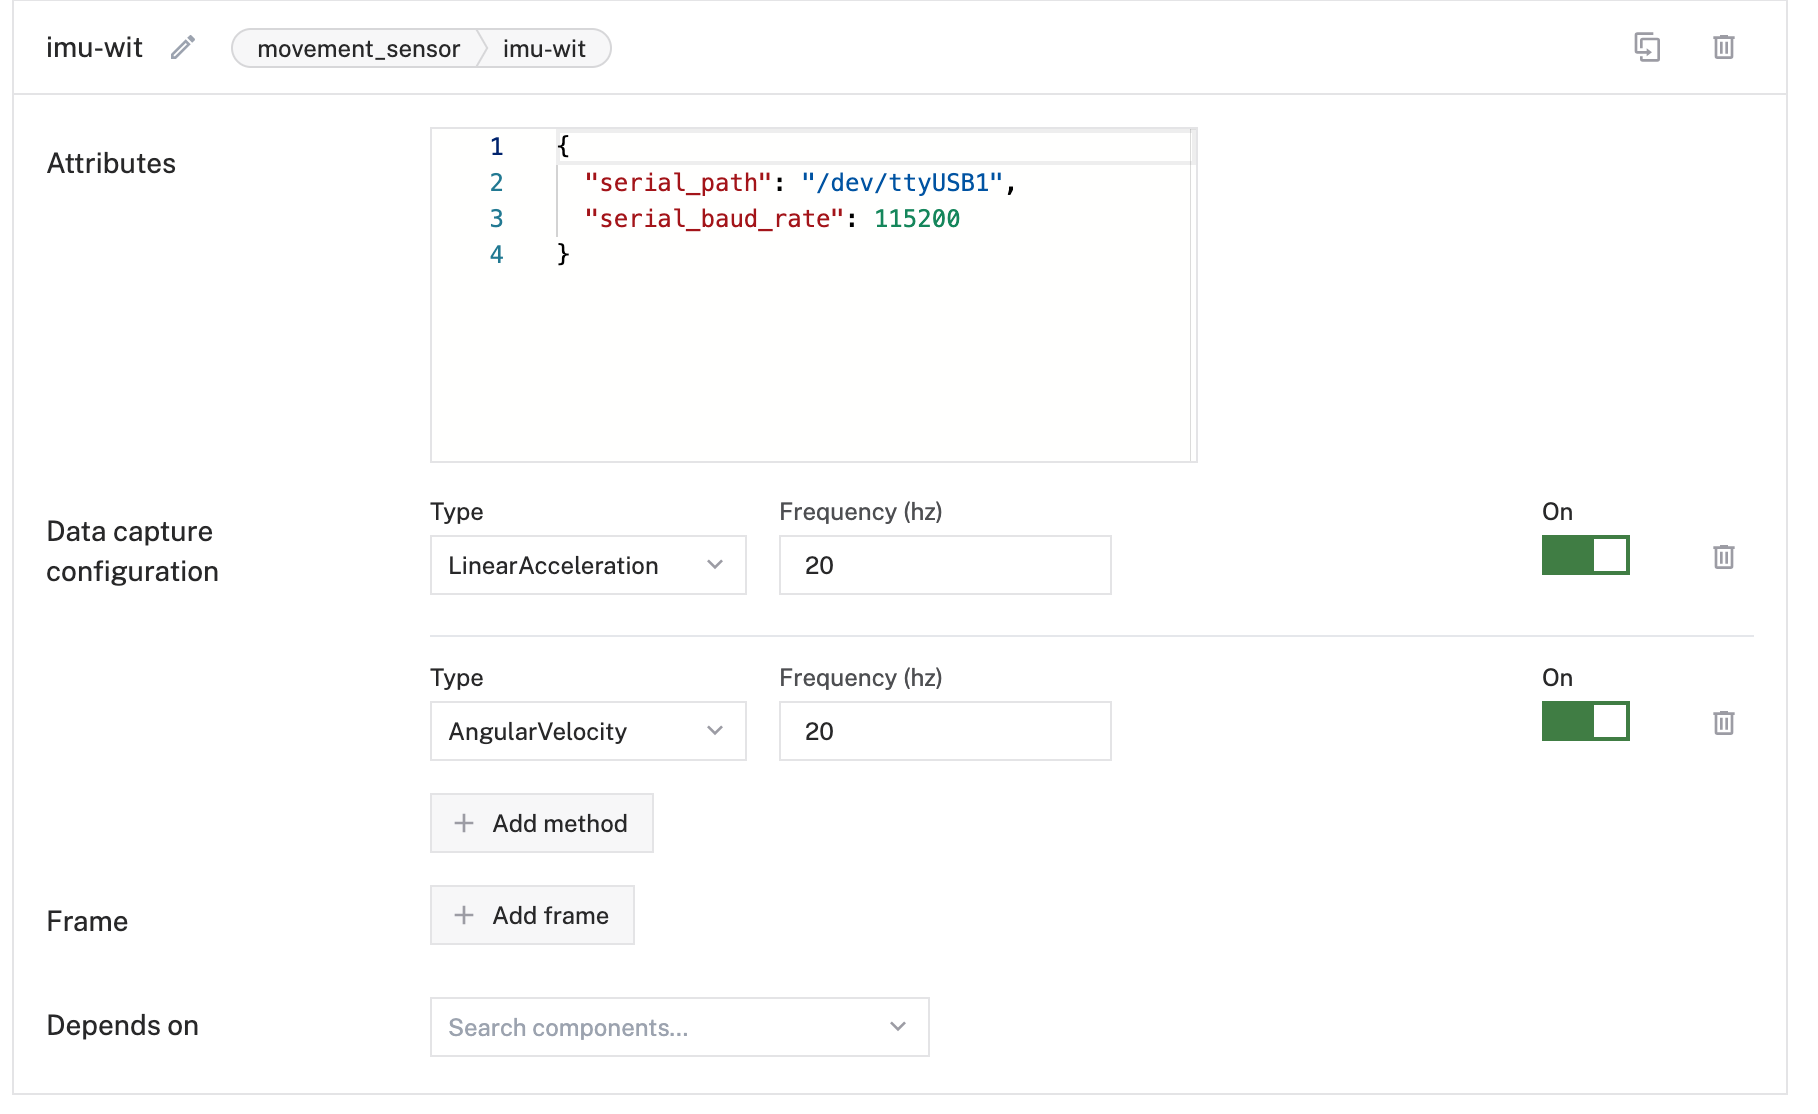 imu-wit
movement_sensor imu-wit
Attributes
1 {
2 "serial_path": "/dev/ttyUSB1",
3 "serial_baud_rate": 115200
4 }
Data capture
configuration
Type Frequency (hz) On
LinearAcceleration 20
Type Frequency (hz) On
AngularVelocity 20
+ Add method
Frame
+ Add frame
Depends on
Search components...